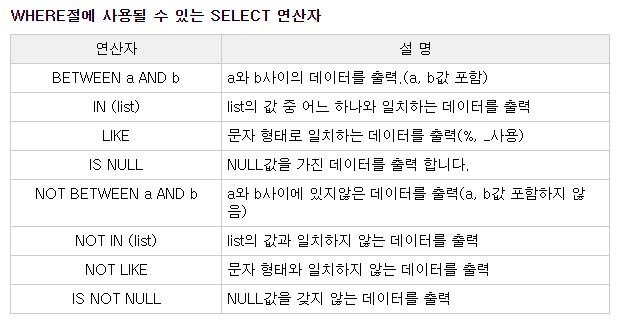 WHERE절에 사용될 수 있는 SELECT 연산자
연산자 설 명
BETWEEN a AND b a와 b사이의 데이터를 출력.(a, b값 포함)
IN (list) list의 값 중 어느 하나와 일치하는 데이터를 출력
LIKE 문자 형태로 일치하는 데이터를 출력(%, _사용)
IS NULL NULL값을 가진 데이터를 출력 합니다.
NOT BETWEEN a AND b a와 b사이에 있지않은 데이터를 출력(a, b값 포함하지 않
음)
NOT IN (list) list의 값과 일치하지 않는 데이터를 출력
NOT LIKE 문자 형태와 일치하지 않는 데이터를 출력
IS NOT NULL NULL값을 갖지 않는 데이터를 출력